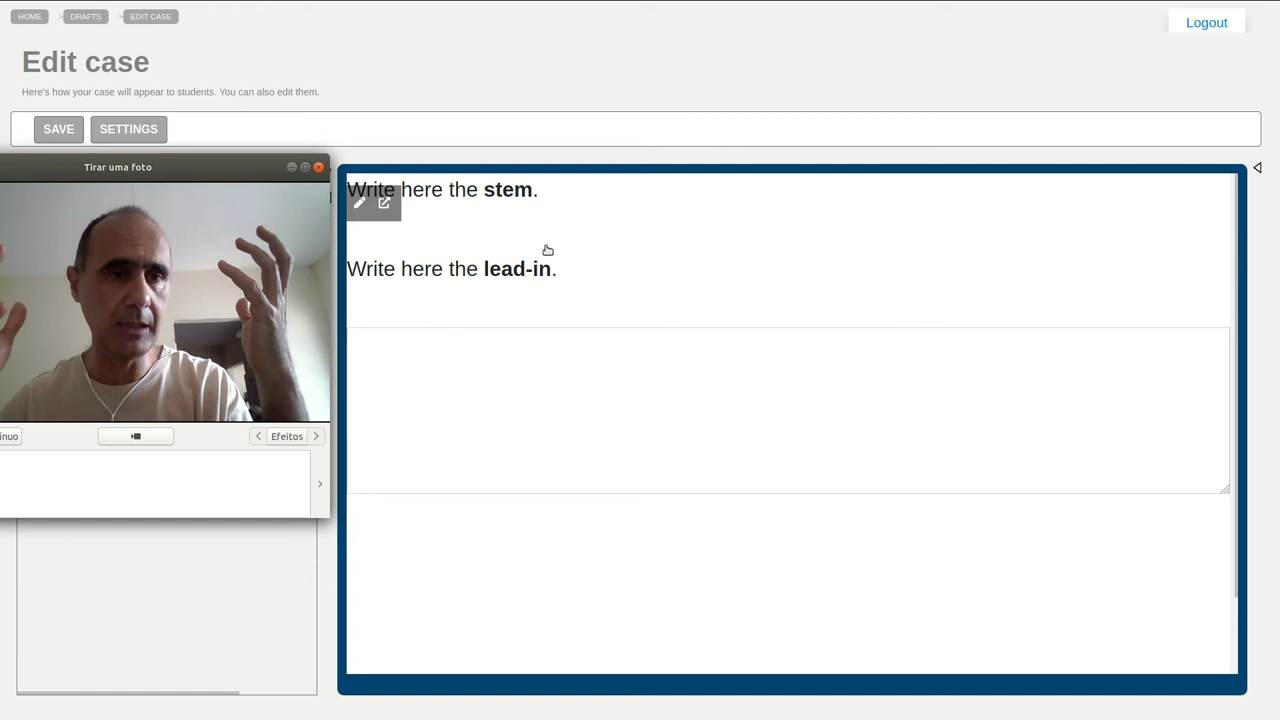 HOME > DRAFTS > EDIT CASE
Logout
Edit case
Here's how your case will appear to students. You can also edit them.
SAVE SETTINGS
Tirar uma foto
Write here the stem.
Write here the lead-in.
ínuo
Efeitos